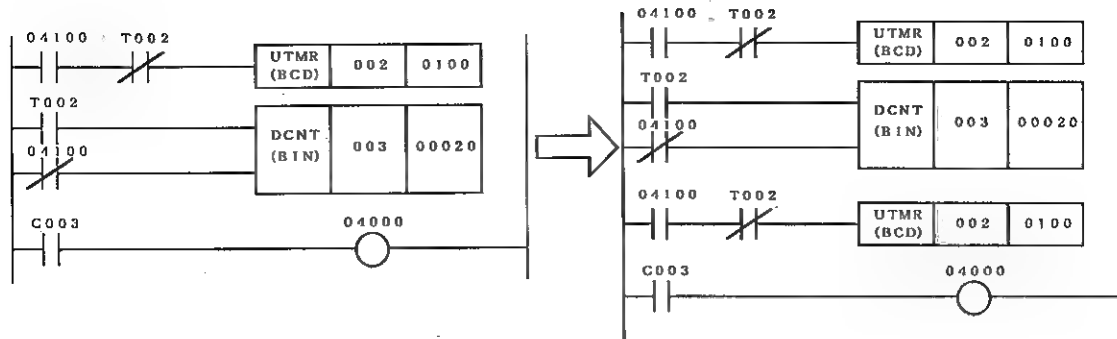 04100 T002
UTMR (BCD) 002 0100
T002
DCNT (BIN) 003 00020
04100
C003 04000
04100 T002
UTMR (BCD) 002 0100
T002
DCNT (BIN) 003 00020
04100
04100 T002
UTMR (BCD) 002 0100
C003 04000